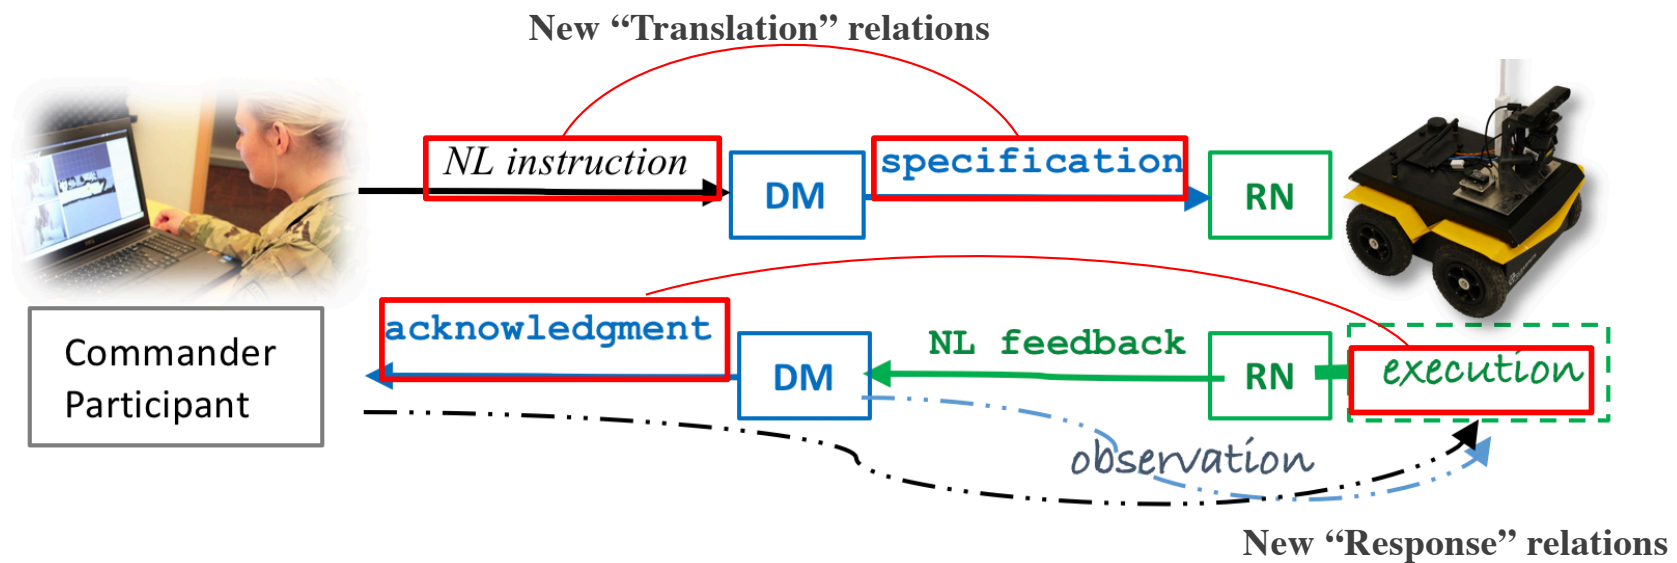 New “Translation” relations
NL instruction
DM
specification
RN
acknowledgment
DM
NL feedback
RN
execution
Commander
Participant
observation
New “Response” relations